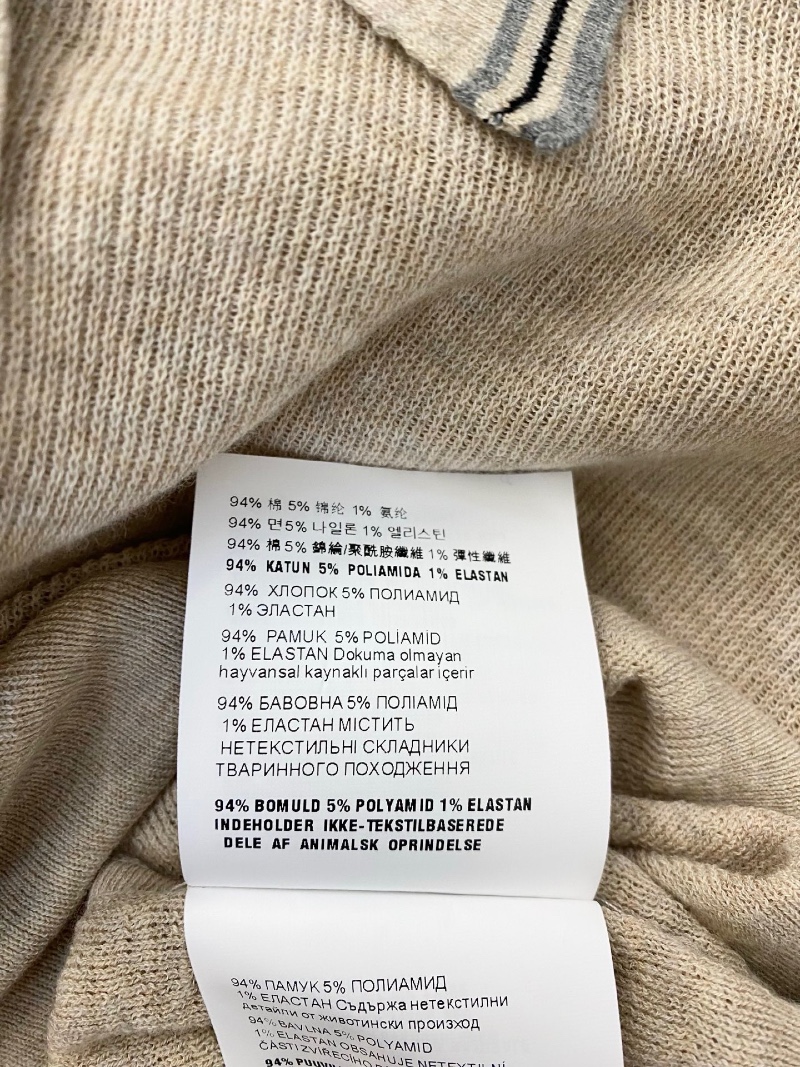 94% 棉 5% 锦纶 1% 氨纶
94% 면 5% 나일론 1% 엘리스틴
94% 棉 5% 錦綸/聚酰胺纖維 1% 彈性纖維
94% KATUN 5% POLIAMIDA 1% ELASTAN
94% ХЛОПОК 5% ПОЛИАМИД
1% ЭЛАСТАН
94% PAMUK 5% POLİAMİD
1% ELASTAN Dokuma olmayan
hayvansal kaynaklı parçalar içerir
94% БАВОВНА 5% ПОЛІАМІД
1% ЕЛАСТАН МІСТИТЬ
НЕТЕКСТИЛЬНІ СКЛАДНИКИ
ТВАРИННОГО ПОХОДЖЕННЯ
94% BOMULD 5% POLYAMID 1% ELASTAN
INDEHOLDER IKKE-TEKSTILBASEREDE
DELE AF ANIMALSK OPRINDELSE
94% ПАМУК 5% ПОЛИАМИД
1% ЕЛАСТАН Съдържа нетекстилни
детайли от животински произход
94% BAVLNA 5% POLYAMID
1% ELASTAN OBSAHUJE NETEXTILNÍ
ČÁSTI ZVÍŘECÍHO
94%